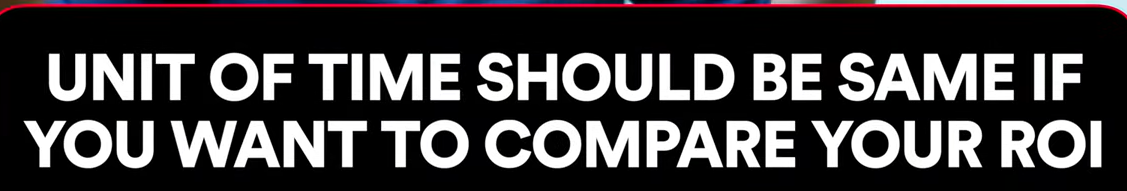 UNIT OF TIME SHOULD BE SAME IF
YOU WANT TO COMPARE YOUR ROI